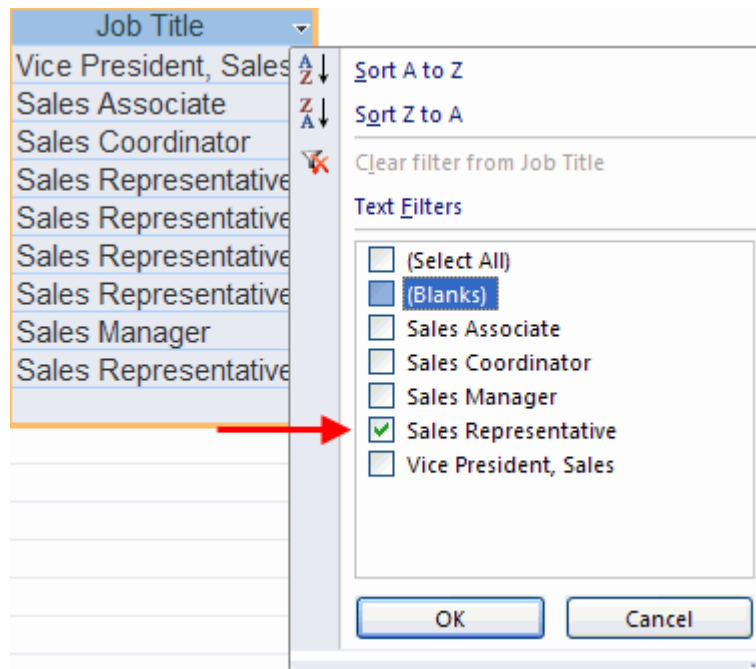 Job Title
Vice President, Sales
Sales Associate
Sales Coordinator
Sales Representative
Sales Representative
Sales Representative
Sales Representative
Sales Manager
Sales Representative
A
Z
Sort A to Z
Z
A
Sort Z to A
Clear filter from Job Title
Text Filters
(Select All)
(Blanks)
Sales Associate
Sales Coordinator
Sales Manager
Sales Representative
Vice President, Sales
OK Cancel